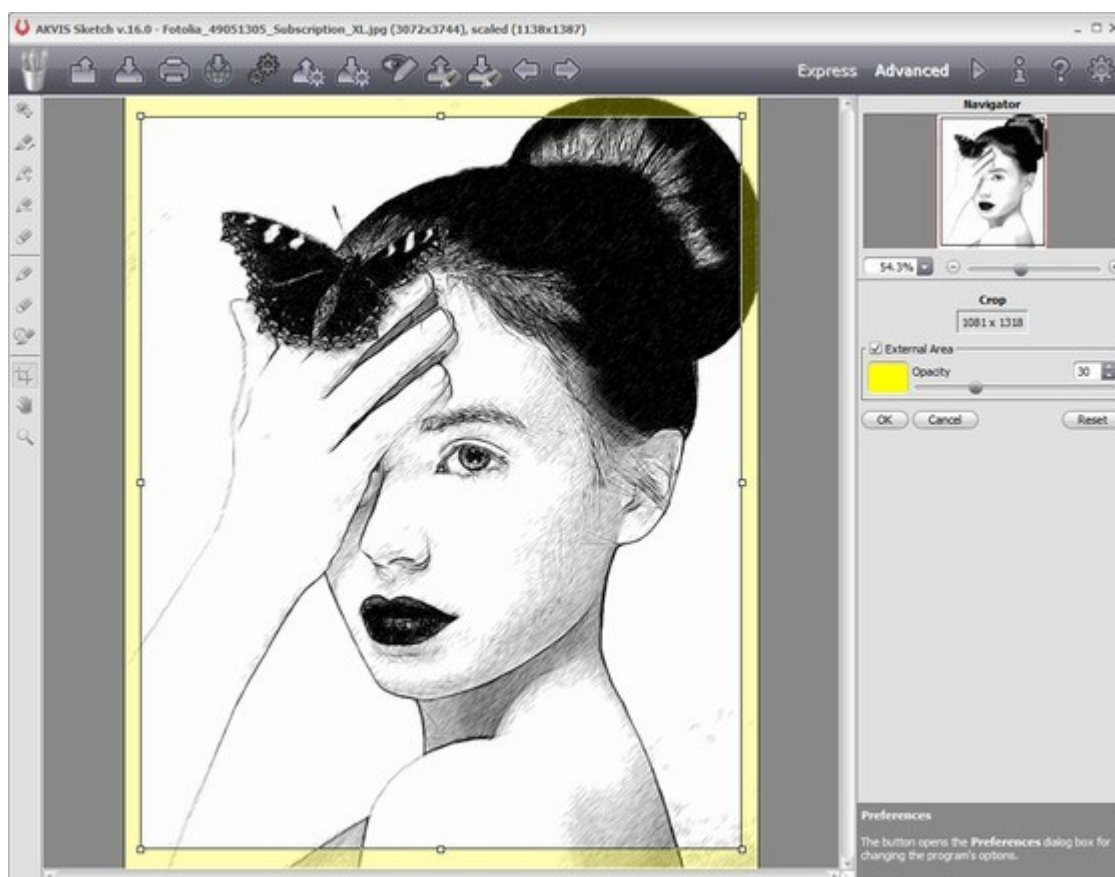 AKVIS Sketch v.16.0 - Fotolia_49051305_Subscription_XL.jpg (3072x3744), scaled (1138x1387)
Express Advanced
Navigator
54.3%
Crop
1081 x 1318
External Area
Opacity 30
OK Cancel Reset
Preferences
The button opens the Preferences dialog box for
changing the program's options.